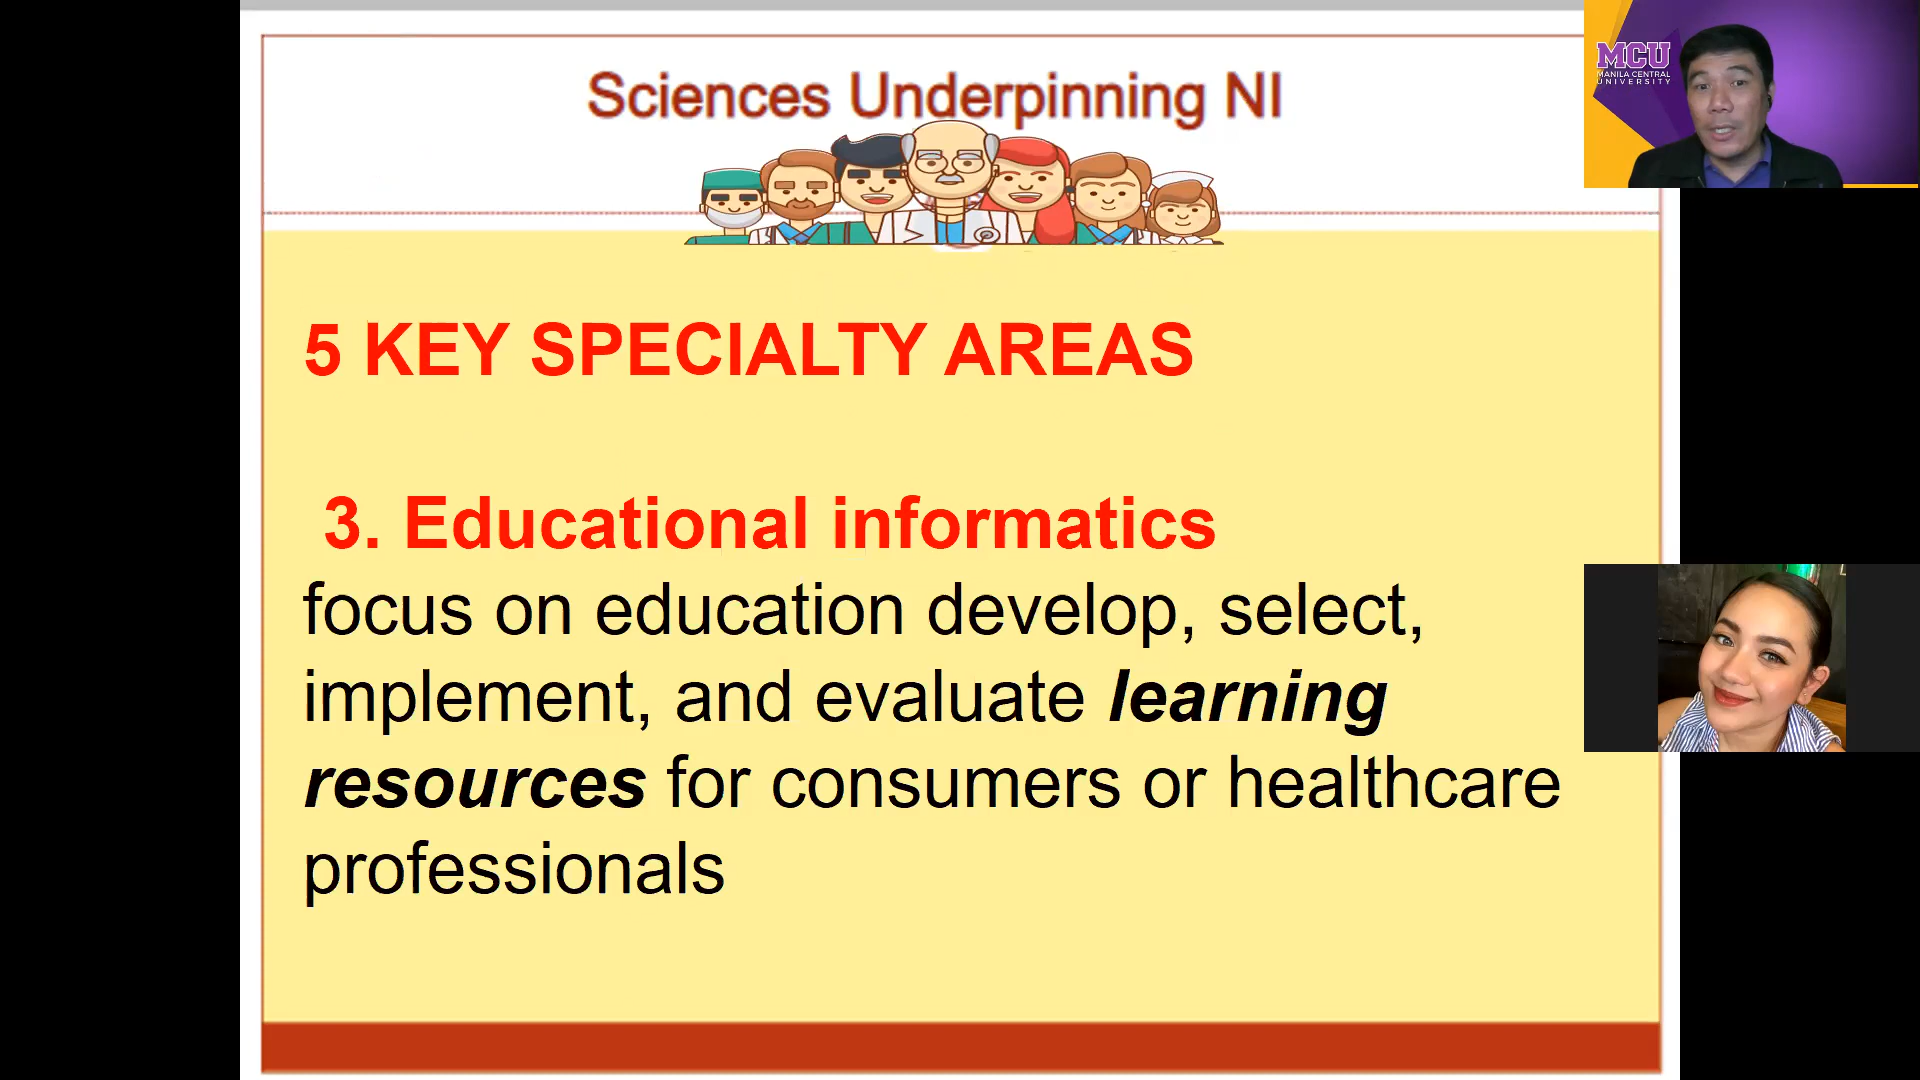 Sciences Underpinning NI
MCU
MANILA CENTRAL
UNIVERSITY
5 KEY SPECIALTY AREAS
3. Educational informatics
focus on education develop, select,
implement, and evaluate learning
resources for consumers or healthcare
professionals